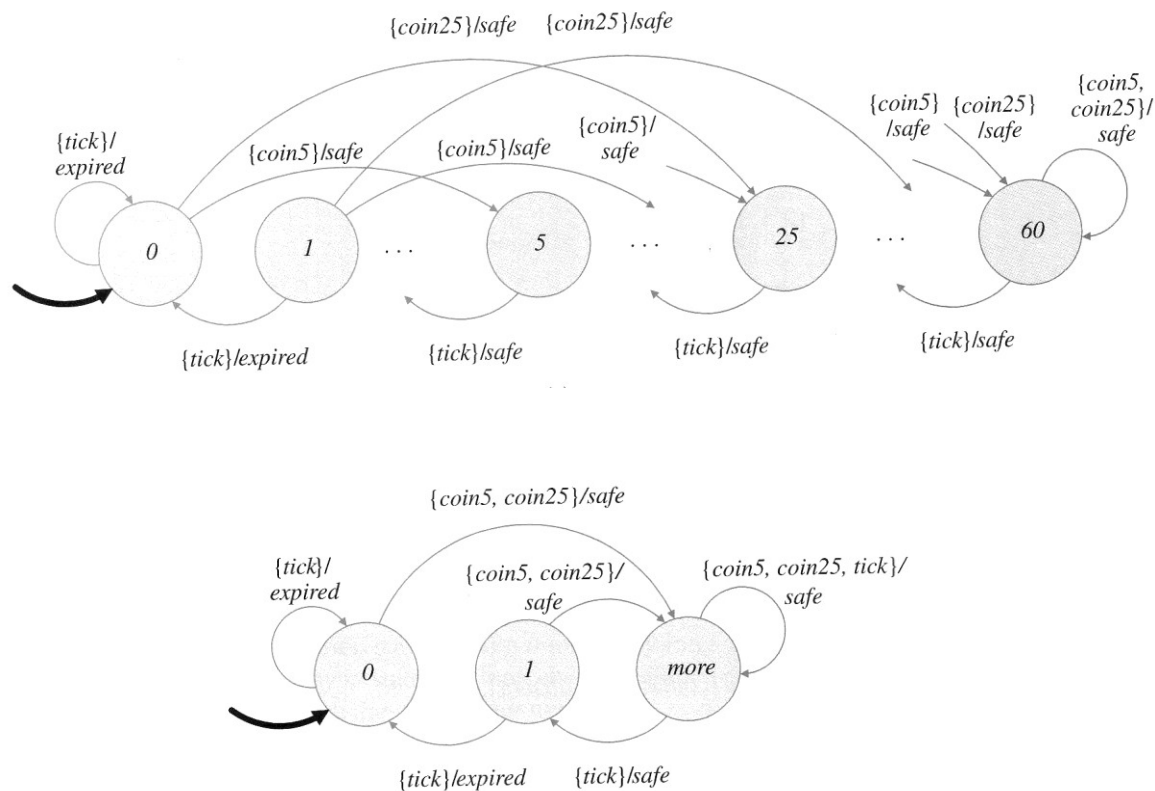 {coin25}/safe {coin25}/safe
{coin5,
coin25}/
safe
{coin5}
/safe
{coin25}
/safe
{tick}/
expired
{coin5}/safe
{coin5}/safe
{coin5}/
safe
0
1
...
5
...
25
...
60
{tick}/expired
{tick}/safe
{tick}/safe
{tick}/safe
{coin5, coin25}/safe
{tick}/
expired
{coin5, coin25}/
safe
{coin5, coin25, tick}/
safe
0
1
more
{tick}/expired
{tick}/safe